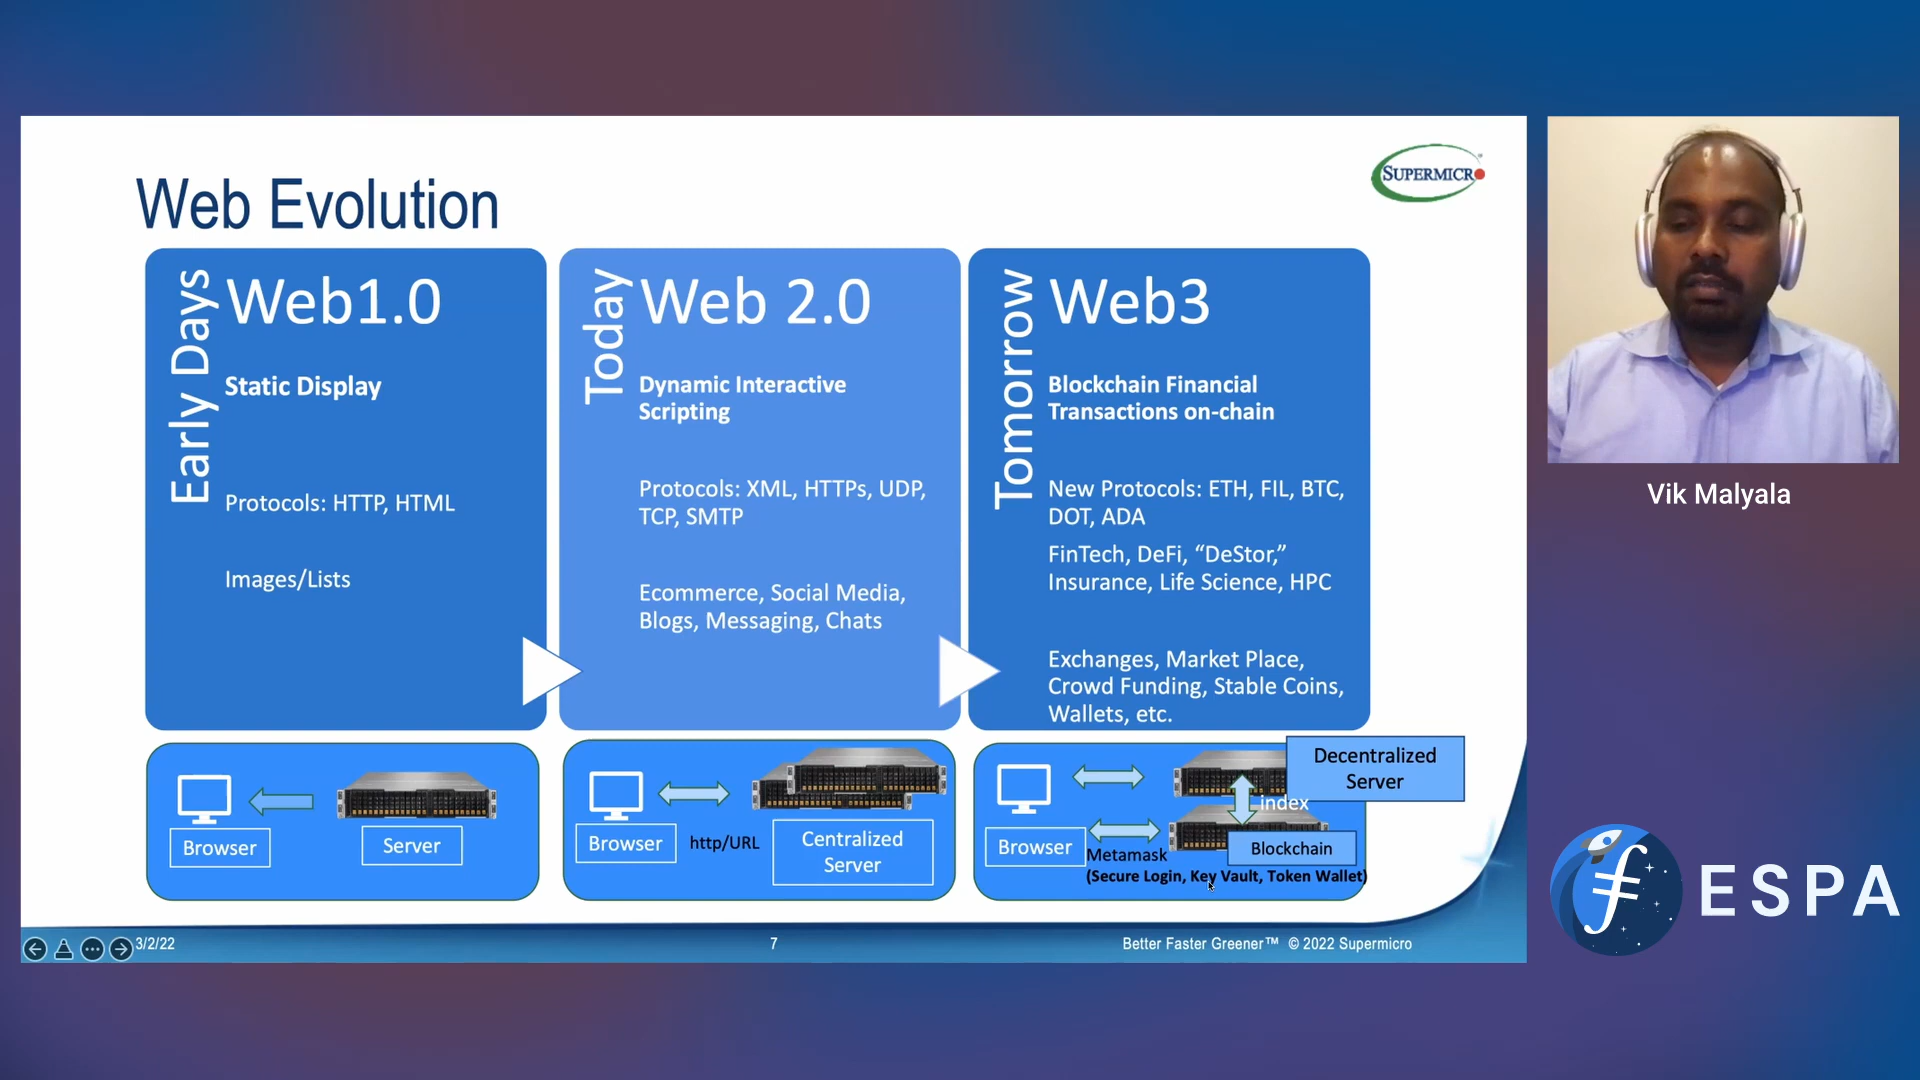 SUPERMICR
Web Evolution
Early Days
Web1.0
Static Display
Protocols: HTTP, HTML
Images/Lists
Today
Web 2.0
Dynamic Interactive
Scripting
Protocols: XML, HTTPs, UDP,
TCP, SMTP
Ecommerce, Social Media,
Blogs, Messaging, Chats
Tomorrow
Web3
Blockchain Financial
Transactions on-chain
New Protocols: ETH, FIL, BTC,
DOT, ADA
FinTech, DeFi, “DeStor,”
Insurance, Life Science, HPC
Exchanges, Market Place,
Crowd Funding, Stable Coins,
Wallets, etc.
Browser
Server
Browser
http/URL
Centralized
Server
Browser
Decentralized
Server
index
Blockchain
Metamask
(Secure Login, Key Vault, Token Wallet)
3/2/22
7
Better Faster Greener™ © 2022 Supermicro
Vik Malyala
ESPA